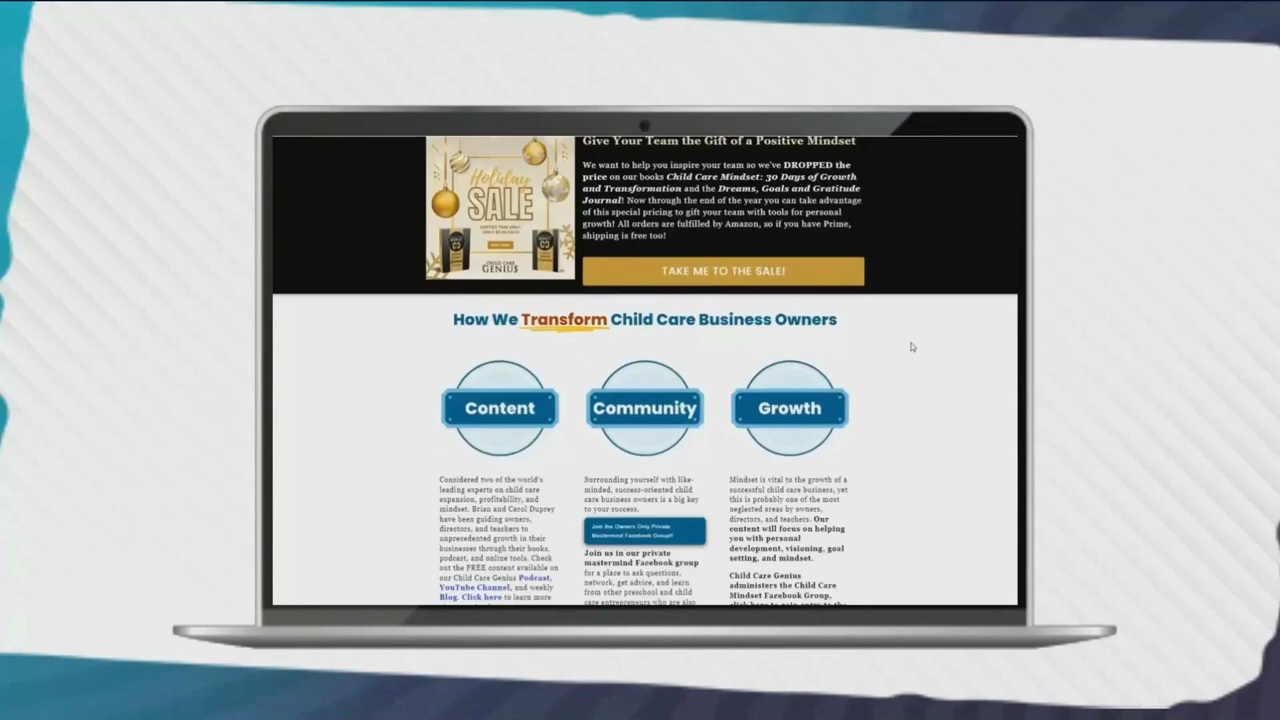 Give Your Team the Gift of a Positive Mindset
We want to help you inspire your team so we've DROPPED the
price on our books Child Care Mindset: 30 Days of Growth
and Transformation and the Dreams, Goals and Gratitude
Journal! Now through the end of the year you can take advantage
of this special pricing to gift your team with tools for personal
growth! All orders are fulfilled by Amazon, so if you have Prime,
shipping is free too!
TAKE ME TO THE SALE!
Holiday
SALE
CHILD CARE
GENIUS
How We Transform Child Care Business Owners
Content
Community
Growth
Considered two of the world's
leading experts on child care
expansion, profitability, and
mindset. Brian and Carol Duprey
have been guiding owners,
directors, and teachers to
unprecedented growth in their
businesses through their books,
podcast, and online tools. Check
out the FREE content available on
our Child Care Genius Podcast,
YouTube Channel, and weekly
Blog. Click here to learn more
Surrounding yourself with like-
minded, success-oriented child
care business owners is a big key
to your success.
Join the Owners Only Private
Mastermind Facebook Group!!
Join us in our private
mastermind Facebook group
for a place to ask questions,
network, get advice, and learn
from other preschool and child
care entrepreneurs who are also
Mindset is vital to the growth of a
successful child care business, yet
this is probably one of the most
neglected areas by owners,
directors, and teachers. Our
content will focus on helping
you with personal
development, visioning, goal
setting, and mindset.
Child Care Genius
administers the Child Care
Mindset Facebook Group,
click here to gain entry to the